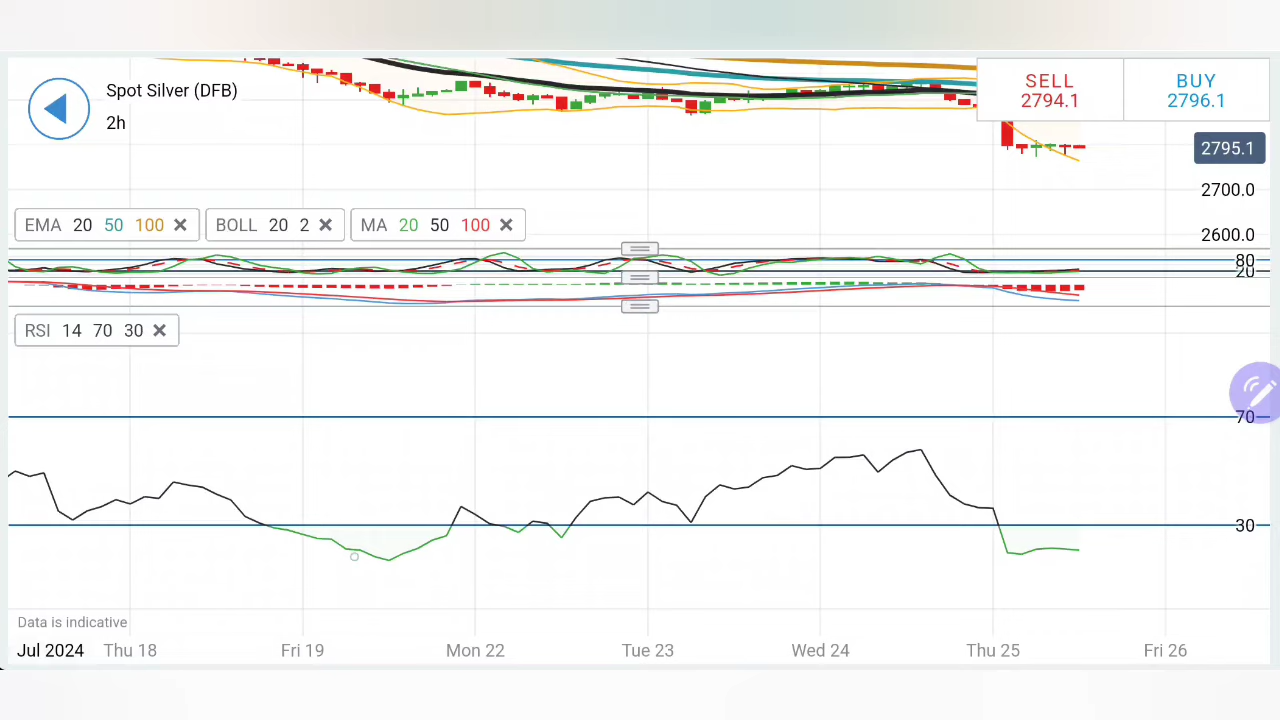 Spot Silver (DFB)
2h
SELL
2794.1
BUY
2796.1
2795.1
2700.0
2600.0
EMA 20 50 100
BOLL 20 2
MA 20 50 100
80
20
RSI 14 70 30
70
30
Data is indicative
Jul 2024 Thu 18 Fri 19 Mon 22 Tue 23 Wed 24 Thu 25 Fri 26